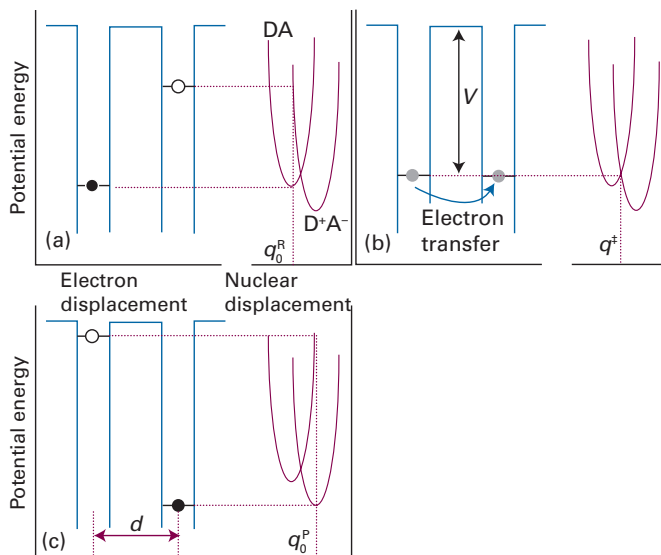 Potential energy
DA
D⁺A⁻
(a)
q₀ᴿ
Electron displacement
Nuclear displacement
V
Electron transfer
(b)
q‡
Potential energy
d
(c)
q₀ᴾ